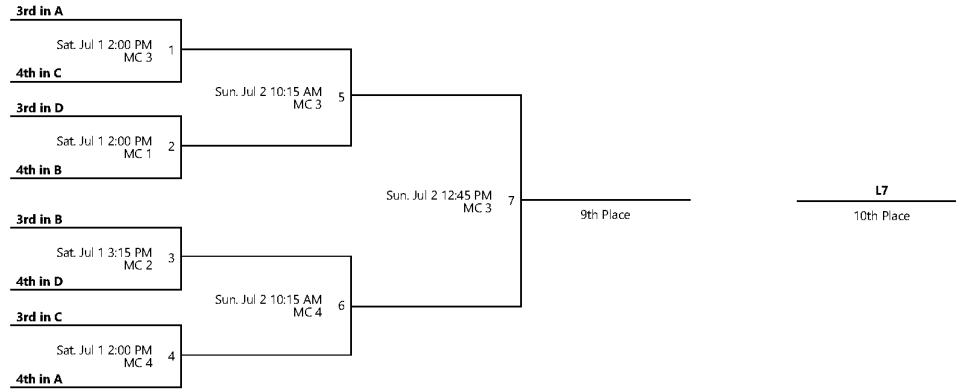 3rd in A
Sat. Jul 1 2:00 PM
MC 3
1
4th in C
Sun. Jul 2 10:15 AM
MC 3
5
3rd in D
Sat. Jul 1 2:00 PM
MC 1
2
4th in B
Sun. Jul 2 12:45 PM
MC 3
7
9th Place
L7
10th Place
3rd in B
Sat. Jul 1 3:15 PM
MC 2
3
4th in D
Sun. Jul 2 10:15 AM
MC 4
6
3rd in C
Sat. Jul 1 2:00 PM
MC 4
4
4th in A